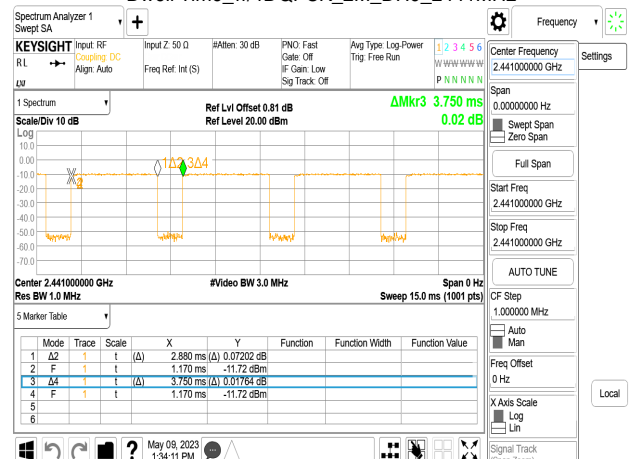 Spectrum Analyzer 1
Swept SA
Frequency
KEYSIGHT
Input: RF
Input Z: 50 Ω
#Atten: 30 dB
PNO: Fast
Avg Type: Log-Power
1 2 3 4 5 6
RL
Coupling: DC
Gate: Off
Trig: Free Run
Align: Auto
Freq Ref: Int (S)
IF Gain: Low
W W W W W W
Sig Track: Off
P N N N N N
Center Frequency
2.441000000 GHz
Settings
Span
0.00000000 Hz
Swept Span
Zero Span
Full Span
Start Freq
2.441000000 GHz
Stop Freq
2.441000000 GHz
AUTO TUNE
CF Step
1.000000 MHz
Auto
Man
Freq Offset
0 Hz
X Axis Scale
Log
Lin
Local
Signal Track
1 Spectrum
Ref Lvl Offset 0.81 dB
ΔMkr3 3.750 ms
Scale/Div 10 dB
Ref Level 20.00 dBm
0.02 dB
Log
10.0
0.00
-10.0
-20.0
-30.0
-40.0
-50.0
-60.0
-70.0
1Δ2 3Δ4
Center 2.441000000 GHz
#Video BW 3.0 MHz
Span 0 Hz
Res BW 1.0 MHz
Sweep 15.0 ms (1001 pts)
5 Marker Table
Mode Trace Scale X Y Function Function Width Function Value
1 Δ2 1 t (Δ) 2.880 ms (Δ) 0.07202 dB
2 F 1 t 1.170 ms -11.72 dBm
3 Δ4 1 t (Δ) 3.750 ms (Δ) 0.01764 dB
4 F 1 t 1.170 ms -11.72 dBm
5
6
?
May 09, 2023
1:34:11 PM